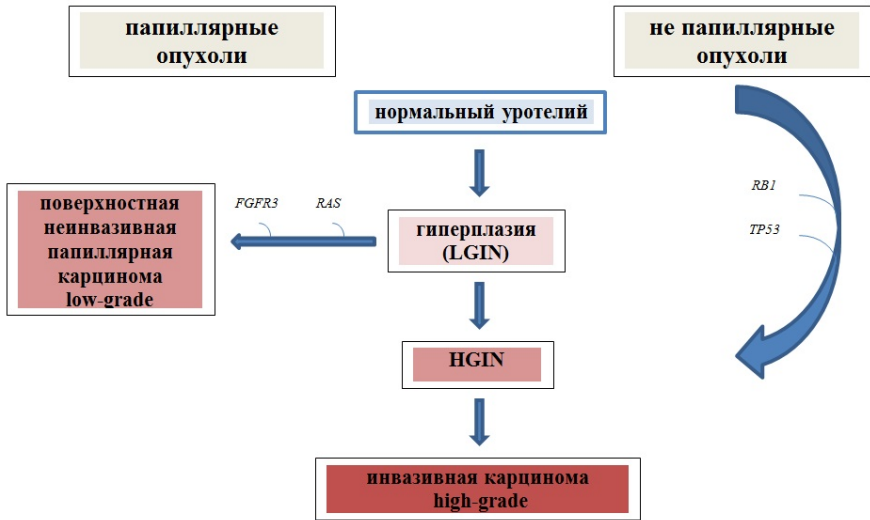 папиллярные
опухоли
не папиллярные
опухоли
нормальный уротелий
RB1
TP53
поверхностная
неинвазивная
папиллярная
карцинома
low-grade
FGFR3
RAS
гиперплазия
(LGIN)
HGIN
инвазивная карцинома
high-grade